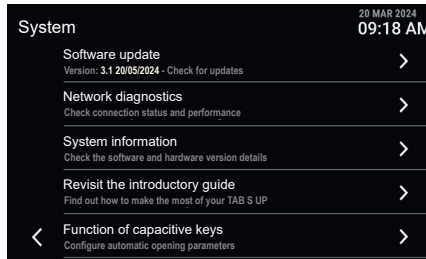 20 MAR 2024
System
09:18 AM
Software update
Version: 3.1 20/05/2024 - Check for updates
Network diagnostics
Check connection status and performance
System information
Check the software and hardware version details
Revisit the introductory guide
Find out how to make the most of your TAB S UP
Function of capacitive keys
Configure automatic opening parameters